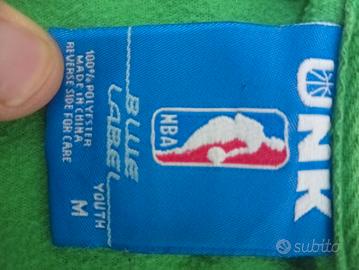 UNK
NBA
BLUE
LABEL
YOUTH
M
100% POLYESTER
MADE IN CHINA
REVERSE SIDE FOR CARE
subito